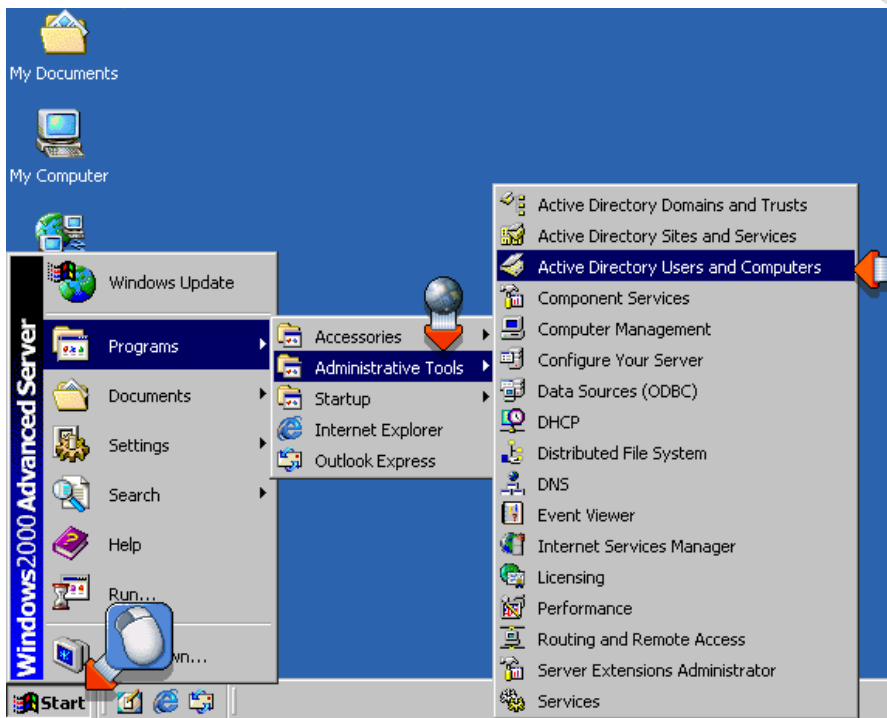 My Documents
My Computer
Windows2000 Advanced Server
Windows Update
Programs
Documents
Settings
Search
Help
Run...
wn...
Accessories
Administrative Tools
Startup
Internet Explorer
Outlook Express
Active Directory Domains and Trusts
Active Directory Sites and Services
Active Directory Users and Computers
Component Services
Computer Management
Configure Your Server
Data Sources (ODBC)
DHCP
Distributed File System
DNS
Event Viewer
Internet Services Manager
Licensing
Performance
Routing and Remote Access
Server Extensions Administrator
Services
Start